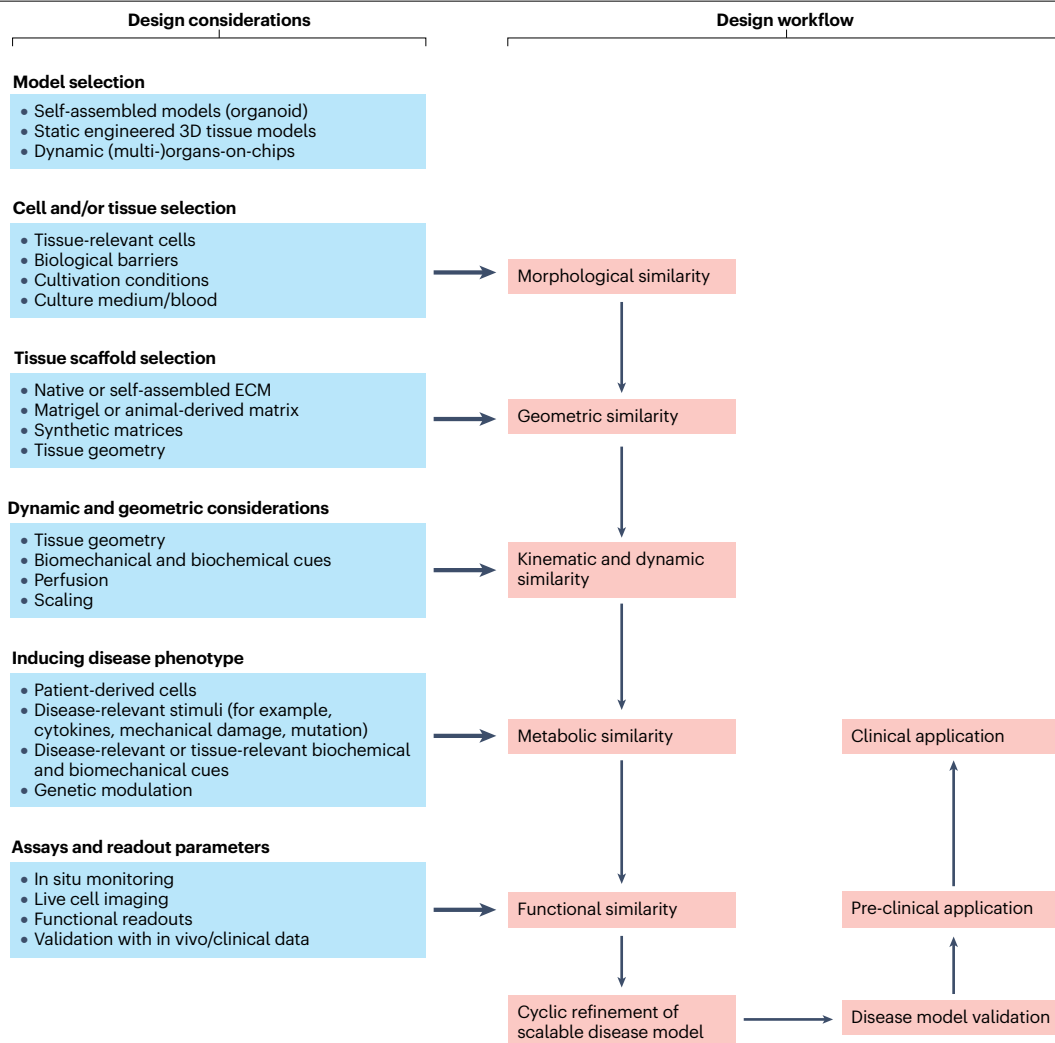 Design considerations
Design workflow
Model selection
• Self-assembled models (organoid)
• Static engineered 3D tissue models
• Dynamic (multi-)organs-on-chips
Cell and/or tissue selection
• Tissue-relevant cells
• Biological barriers
• Cultivation conditions
• Culture medium/blood
Morphological similarity
Tissue scaffold selection
• Native or self-assembled ECM
• Matrigel or animal-derived matrix
• Synthetic matrices
• Tissue geometry
Geometric similarity
Dynamic and geometric considerations
• Tissue geometry
• Biomechanical and biochemical cues
• Perfusion
• Scaling
Kinematic and dynamic
similarity
Inducing disease phenotype
• Patient-derived cells
• Disease-relevant stimuli (for example,
cytokines, mechanical damage, mutation)
• Disease-relevant or tissue-relevant biochemical
and biomechanical cues
• Genetic modulation
Metabolic similarity
Clinical application
Assays and readout parameters
• In situ monitoring
• Live cell imaging
• Functional readouts
• Validation with in vivo/clinical data
Functional similarity
Pre-clinical application
Cyclic refinement of
scalable disease model
Disease model validation